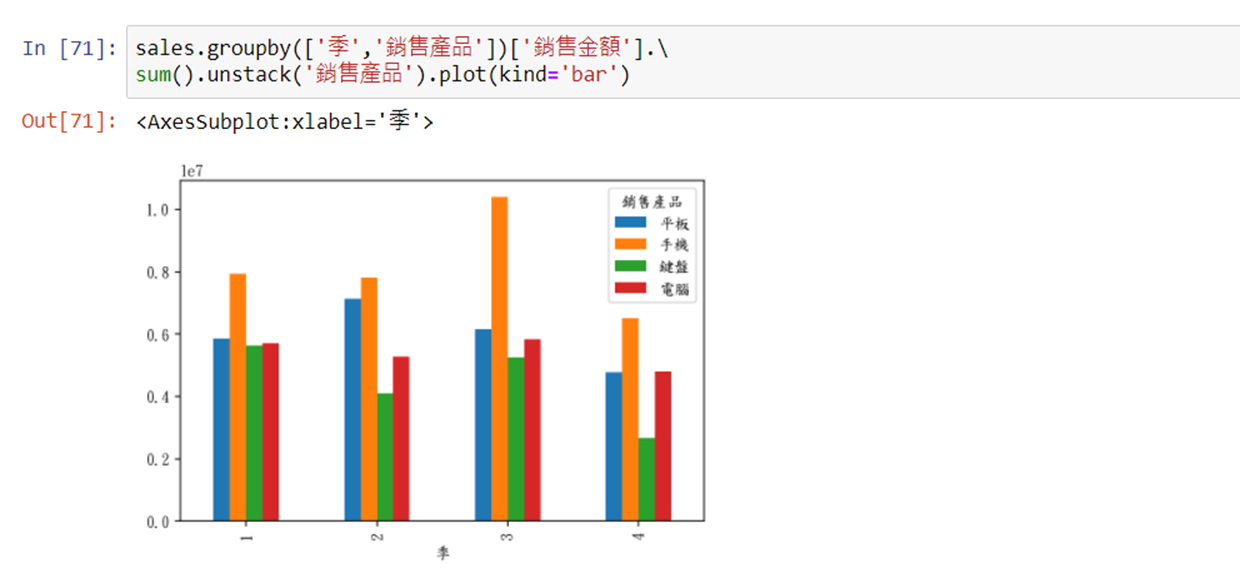 In [71]: sales.groupby(['季','銷售產品'])['銷售金額'].\
sum().unstack('銷售產品').plot(kind='bar')
Out[71]: <AxesSubplot:xlabel='季'>
1e7
銷售產品
平板
手機
鍵盤
電腦
1.0
0.8
0.6
0.4
0.2
0.0
1 2 3 4
季